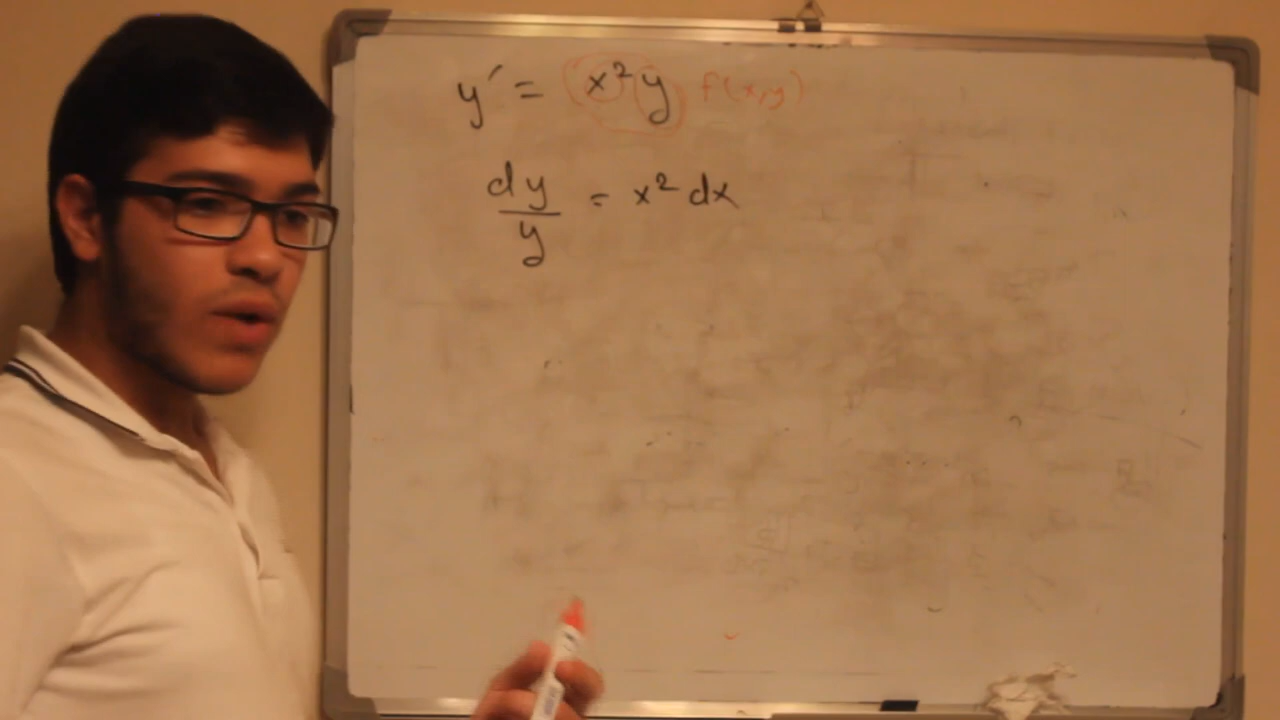 y′ = x²y f(x,y)
dy/y = x² dx